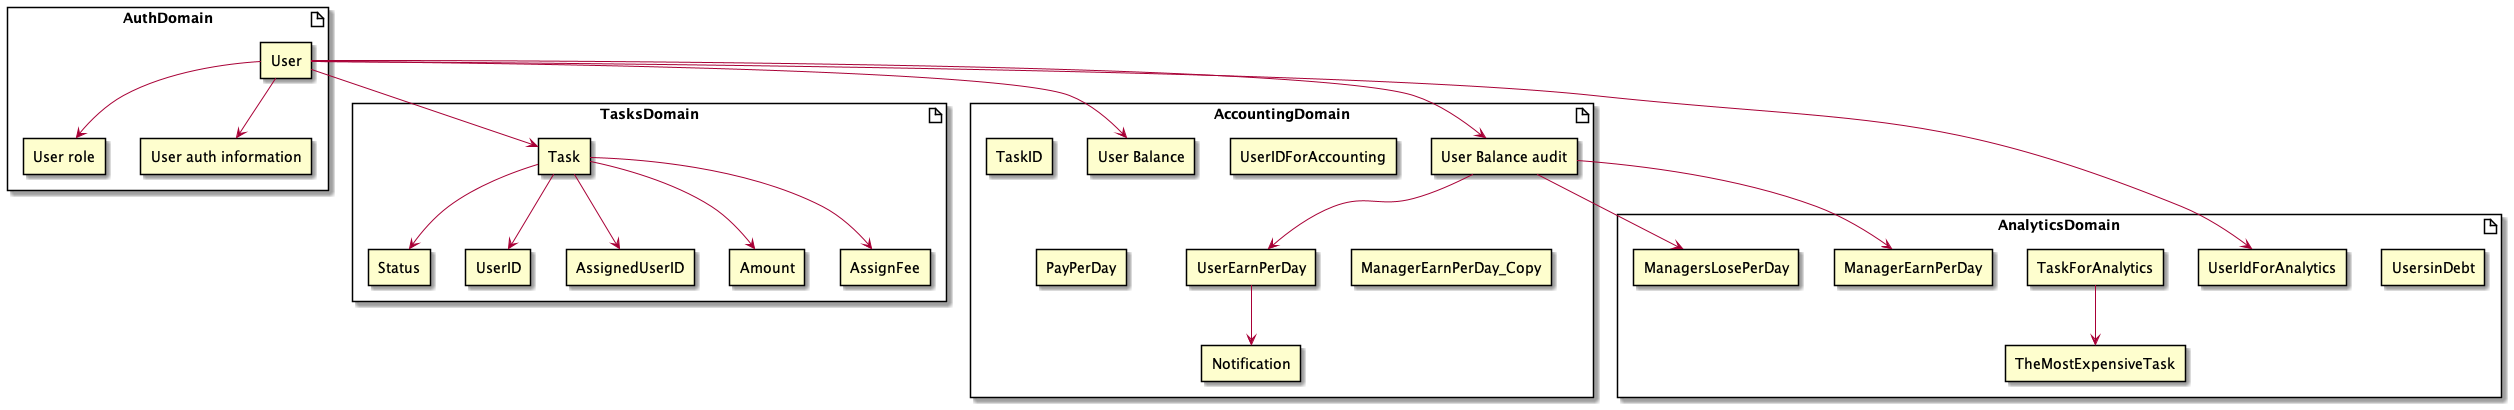 AuthDomain
User
User role
User auth information
TasksDomain
Task
Status
UserID
AssignedUserID
Amount
AssignFee
AccountingDomain
TaskID
User Balance
UserIDForAccounting
User Balance audit
PayPerDay
UserEarnPerDay
ManagerEarnPerDay_Copy
Notification
AnalyticsDomain
ManagersLosePerDay
ManagerEarnPerDay
TaskForAnalytics
UserIdForAnalytics
UsersinDebt
TheMostExpensiveTask